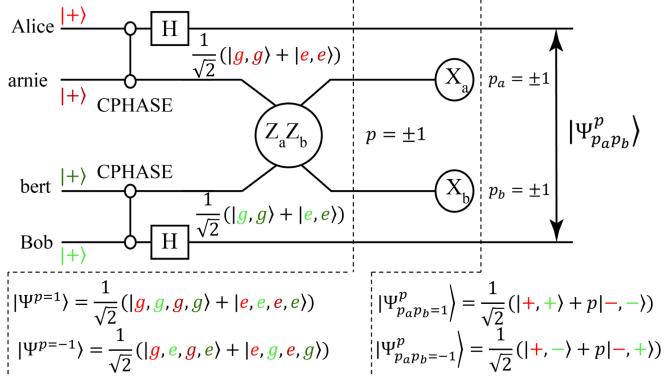 Alice |+⟩ H
1/√2 (|g, g⟩ + |e, e⟩)
arnie |+⟩ CPHASE X_a p_a = ±1
Z_aZ_b p = ±1 |Ψ^p_{p_a p_b}⟩
bert |+⟩ CPHASE X_b p_b = ±1
1/√2 (|g, g⟩ + |e, e⟩)
Bob |+⟩ H
|Ψ^{p=1}⟩ = 1/√2 (|g, g, g, g⟩ + |e, e, e, e⟩)
|Ψ^{p=-1}⟩ = 1/√2 (|g, e, g, e⟩ + |e, g, e, g⟩)
|Ψ^p_{p_a p_b=1}⟩ = 1/√2 (|+, +⟩ + p|−, −⟩)
|Ψ^p_{p_a p_b=-1}⟩ = 1/√2 (|+, −⟩ + p|−, +⟩)